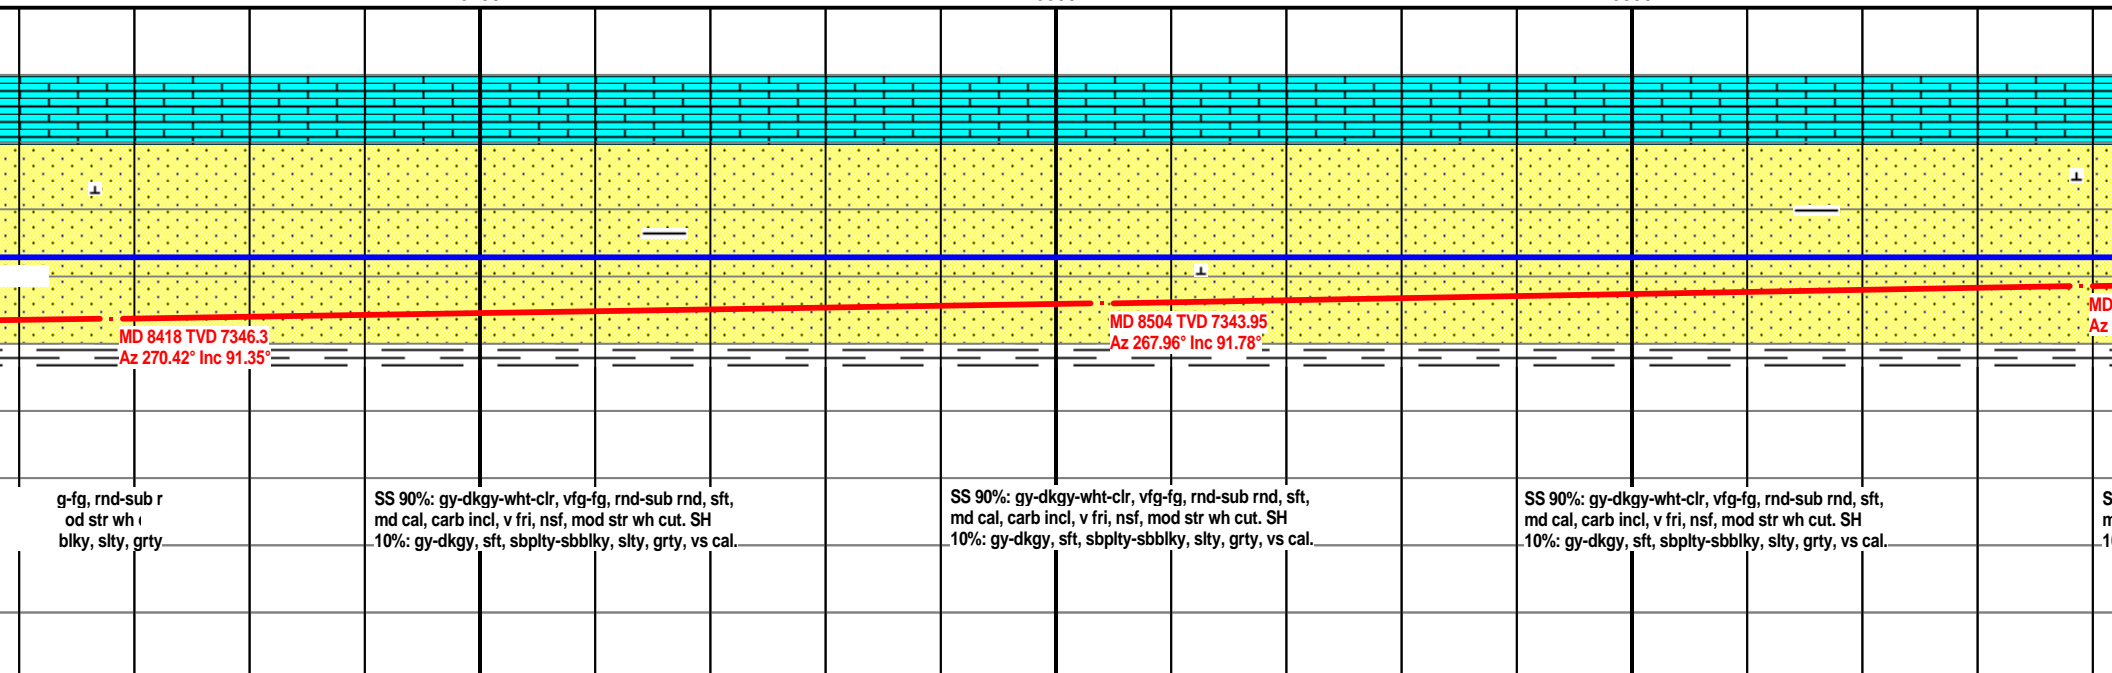 MD 8418 TVD 7346.3
Az 270.42° Inc 91.35°
MD 8504 TVD 7343.95
Az 267.96° Inc 91.78°
MD
Az
g-fg, rnd-sub r
od str wh
blky, slty, grty
SS 90%: gy-dkgy-wht-clr, vfg-fg, rnd-sub rnd, sft,
md cal, carb incl, v fri, nsf, mod str wh cut. SH
10%: gy-dkgy, sft, sbplty-sbblky, slty, grty, vs cal.
SS 90%: gy-dkgy-wht-clr, vfg-fg, rnd-sub rnd, sft,
md cal, carb incl, v fri, nsf, mod str wh cut. SH
10%: gy-dkgy, sft, sbplty-sbblky, slty, grty, vs cal.
SS 90%: gy-dkgy-wht-clr, vfg-fg, rnd-sub rnd, sft,
md cal, carb incl, v fri, nsf, mod str wh cut. SH
10%: gy-dkgy, sft, sbplty-sbblky, slty, grty, vs cal.